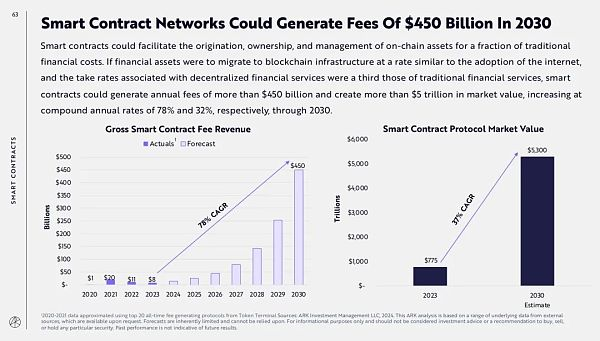 63
Smart Contract Networks Could Generate Fees Of $450 Billion In 2030
Smart contracts could facilitate the origination, ownership, and management of on-chain assets for a fraction of traditional
financial costs. If financial assets were to migrate to blockchain infrastructure at a rate similar to the adoption of the internet,
and the take rates associated with decentralized financial services were a third those of traditional financial services, smart
contracts could generate annual fees of more than $450 billion and create more than $5 trillion in market value, increasing at
compound annual rates of 78% and 32%, respectively, through 2030.
SMART CONTRACTS
Gross Smart Contract Fee Revenue
Actuals¹ Forecast
Billions
$500
$450
$400
$350
$300
$250
$200
$150
$100
$50
$-
78% CAGR
$1 $20 $11 $8 $450
2020 2021 2022 2023 2024 2025 2026 2027 2028 2029 2030
Smart Contract Protocol Market Value
Trillions
$6,000
$5,000
$4,000
$3,000
$2,000
$1,000
$-
37% CAGR
$775 $5,300
2023 2030
Estimate
¹2020-2021 data approximated using top 20 all-time fee generating protocols from Token Terminal Sources: ARK Investment Management LLC, 2024. This ARK analysis is based on a range of underlying data from external
sources, which are available upon request. Forecasts are inherently limited and cannot be relied upon. For informational purposes only and should not be considered investment advice or a recommendation to buy, sell,
or hold any particular security. Past performance is not indicative of future results.